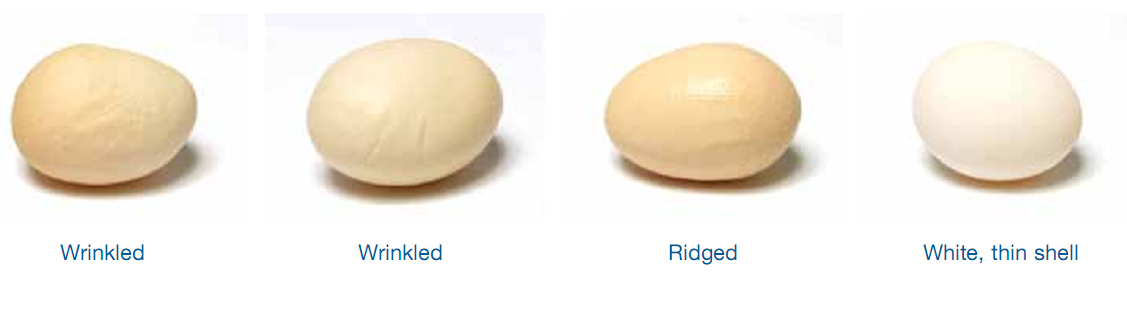 Wrinkled
Wrinkled
Ridged
White, thin shell